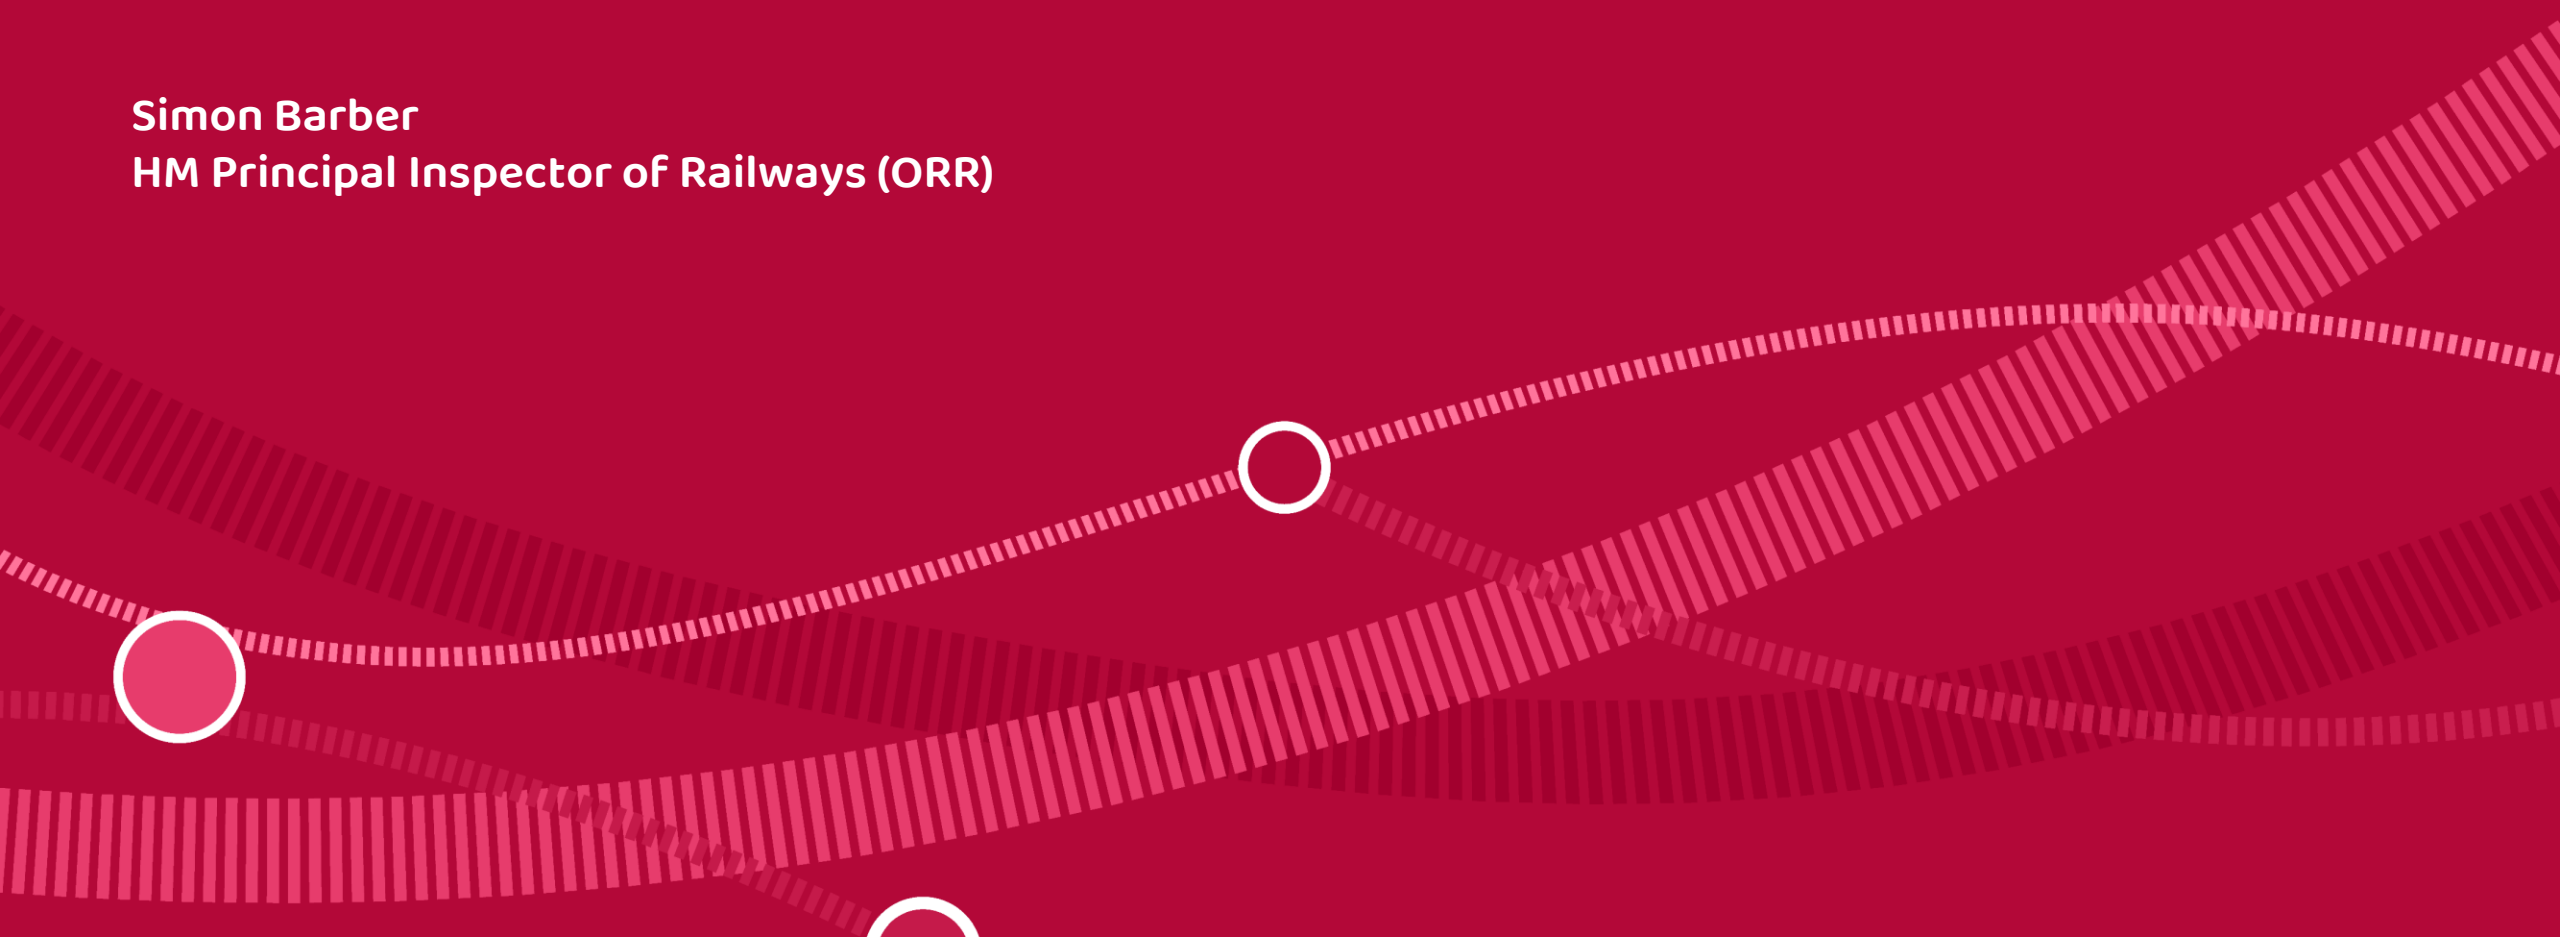 Simon Barber
HM Principal Inspector of Railways (ORR)